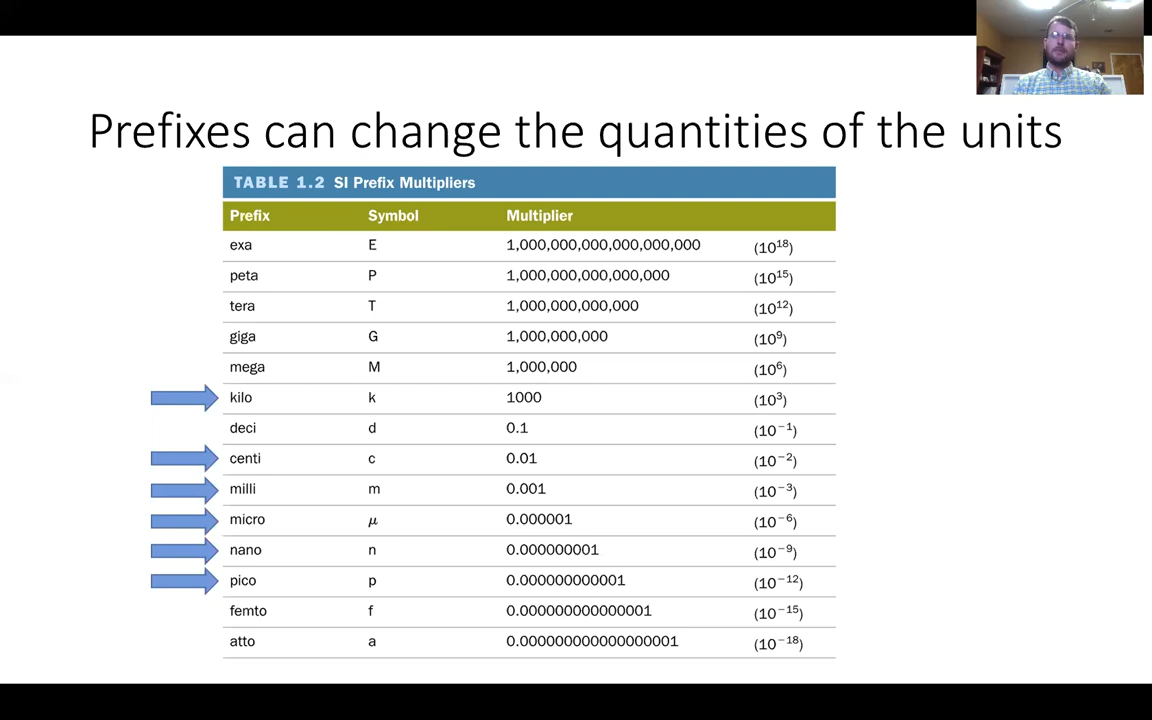 Prefixes can change the quantities of the units
TABLE 1.2 SI Prefix Multipliers
Prefix Symbol Multiplier
exa E 1,000,000,000,000,000,000 (10¹⁸)
peta P 1,000,000,000,000,000 (10¹⁵)
tera T 1,000,000,000,000 (10¹²)
giga G 1,000,000,000 (10⁹)
mega M 1,000,000 (10⁶)
kilo k 1000 (10³)
deci d 0.1 (10⁻¹)
centi c 0.01 (10⁻²)
milli m 0.001 (10⁻³)
micro μ 0.000001 (10⁻⁶)
nano n 0.000000001 (10⁻⁹)
pico p 0.000000000001 (10⁻¹²)
femto f 0.000000000000001 (10⁻¹⁵)
atto a 0.000000000000000001 (10⁻¹⁸)